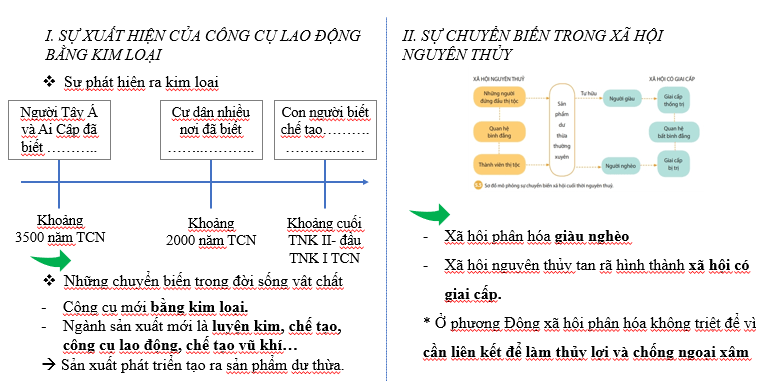 I. SỰ XUẤT HIỆN CỦA CÔNG CỤ LAO ĐỘNG
BẰNG KIM LOẠI
❖ Sự phát hiện ra kim loại
Người Tây Á
và Ai Cập đã
biết ………..
Cư dân nhiều
nơi đã biết
……………..
Con người biết
chế tạo……….
……………
Khoảng
3500 năm TCN
Khoảng
2000 năm TCN
Khoảng cuối
TNK II- đầu
TNK I TCN
❖ Những chuyển biến trong đời sống vật chất
- Công cụ mới bằng kim loại.
- Ngành sản xuất mới là luyện kim, chế tạo,
công cụ lao động, chế tạo vũ khí…
→ Sản xuất phát triển tạo ra sản phẩm dư thừa.
II. SỰ CHUYỂN BIẾN TRONG XÃ HỘI
NGUYÊN THỦY
XÃ HỘI NGUYÊN THUỶ
XÃ HỘI CÓ GIAI CẤP
Những người
đứng đầu thị tộc
Quan hệ
bình đẳng
Thành viên thị tộc
Sản
phẩm
dư
thừa
thường
xuyên
Tư hữu
Người giàu
Người nghèo
Giai cấp
thống trị
Quan hệ
bất bình đẳng
Giai cấp
bị trị
Sơ đồ mô phỏng sự chuyển biến xã hội cuối thời nguyên thuỷ.
- Xã hội phân hóa giàu nghèo
- Xã hội nguyên thủy tan rã hình thành xã hội có
giai cấp.
* Ở phương Đông xã hội phân hóa không triệt để vì
cần liên kết để làm thủy lợi và chống ngoại xâm